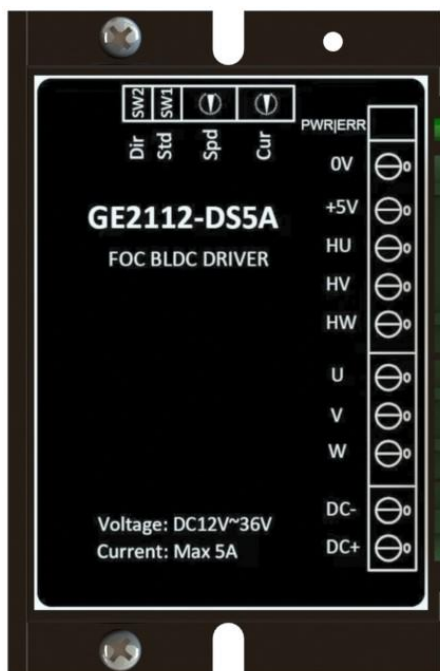 SW2 SW1
Dir Std Spd Cur
PWR|ERR
0V
+5V
GE2112-DS5A
HU
FOC BLDC DRIVER
HV
HW
U
V
W
DC-
Voltage: DC12V~36V
DC+
Current: Max 5A